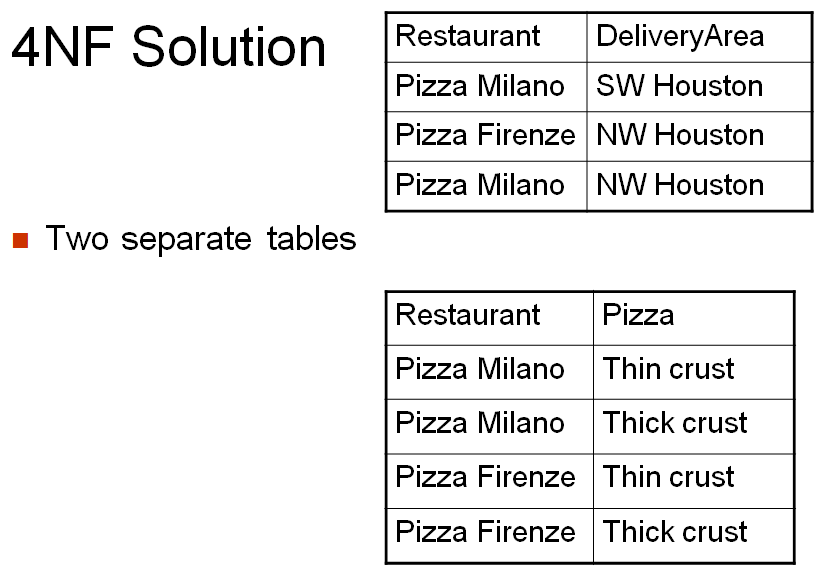 4NF Solution
Restaurant DeliveryArea
Pizza Milano SW Houston
Pizza Firenze NW Houston
Pizza Milano NW Houston
Two separate tables
Restaurant Pizza
Pizza Milano Thin crust
Pizza Milano Thick crust
Pizza Firenze Thin crust
Pizza Firenze Thick crust